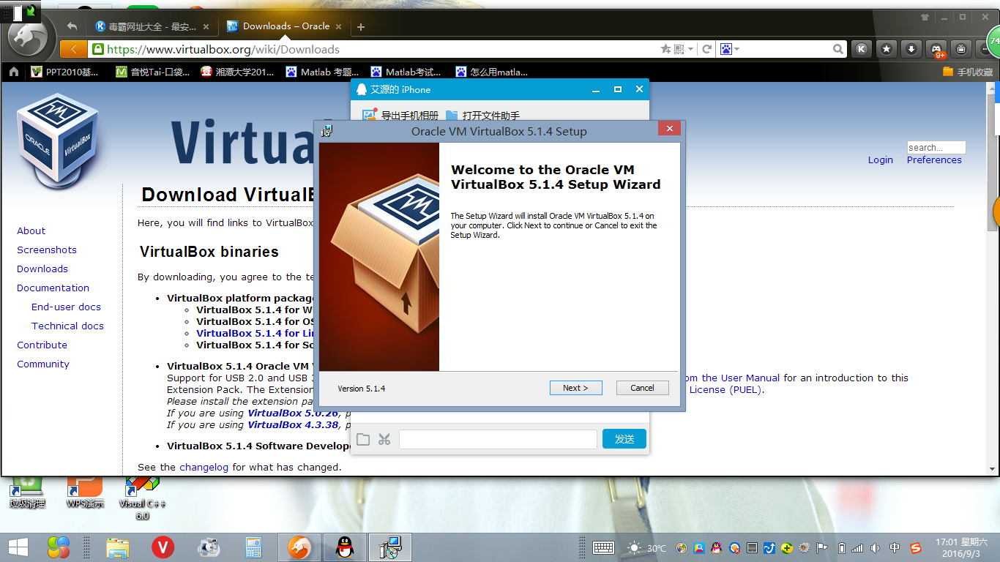 毒霸网址大全 - 最安...
Downloads – Oracle
74
https://www.virtualbox.org/wiki/Downloads
K
9+
PPT2010基...
音悦Tai-口袋...
湘潭大学201...
Matlab 考题...
Matlab考试...
怎么用matla...
手机收藏
艾源的 iPhone
导出手机相册
打开文件助手
ORACLE
VirtualBox
Virtua
search...
Login
Preferences
Oracle VM VirtualBox 5.1.4 Setup
Welcome to the Oracle VM
VirtualBox 5.1.4 Setup Wizard
The Setup Wizard will install Oracle VM VirtualBox 5.1.4 on
your computer. Click Next to continue or Cancel to exit the
Setup Wizard.
Version 5.1.4
Next >
Cancel
About
Screenshots
Downloads
Documentation
End-user docs
Technical docs
Contribute
Community
Download VirtualB
Here, you will find links to VirtualBox
VirtualBox binaries
By downloading, you agree to the te
VirtualBox platform package
VirtualBox 5.1.4 for W
VirtualBox 5.1.4 for OS
VirtualBox 5.1.4 for Li
VirtualBox 5.1.4 for So
VirtualBox 5.1.4 Oracle VM V
Support for USB 2.0 and USB 3
om the User Manual for an introduction to this
Extension Pack. The Extension
License (PUEL).
Please install the extension pa
If you are using VirtualBox 5.0.26, p
If you are using VirtualBox 4.3.38, p
VirtualBox 5.1.4 Software Develope
See the changelog for what has changed.
发送
垃圾清理
WPS演示
Visual C++
6.0
30℃
中
17:01 星期六
2016/9/3